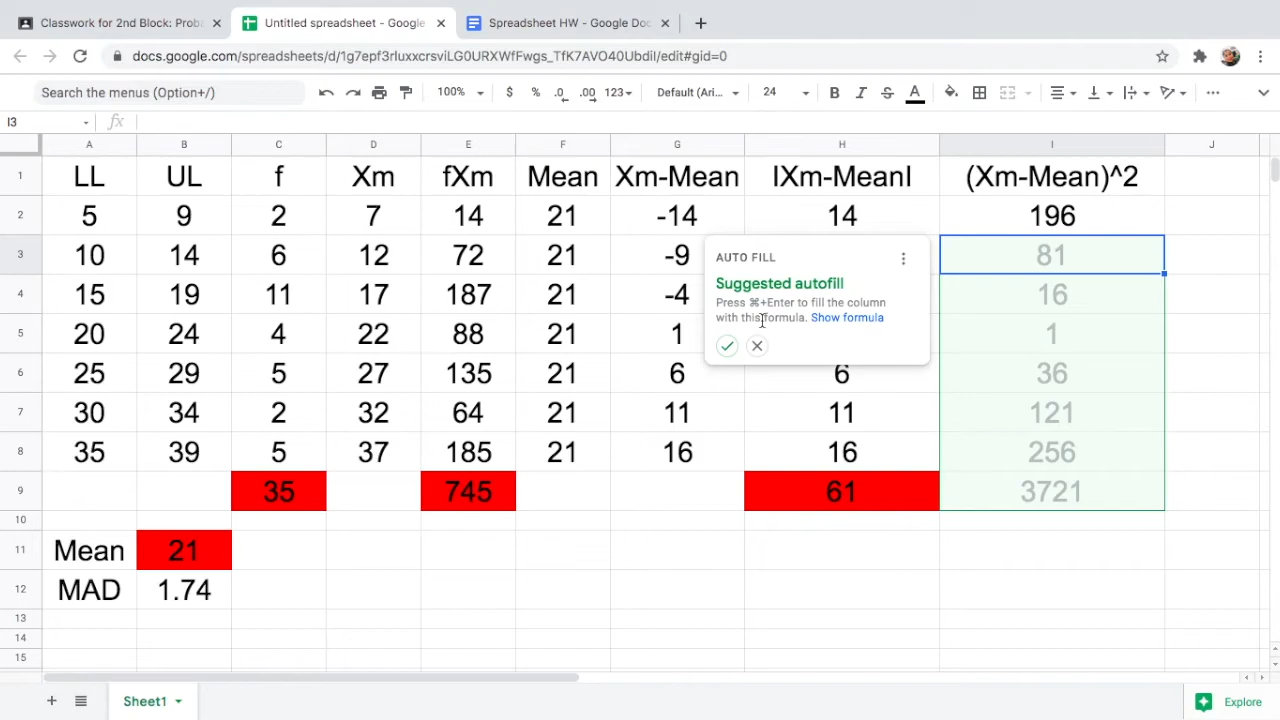 Classwork for 2nd Block: Proba
Untitled spreadsheet - Google
Spreadsheet HW - Google Doc
docs.google.com/spreadsheets/d/1g7epf3rluxxcrsviLG0URXWfFwgs_TfK7AVO40Ubdil/edit#gid=0
Search the menus (Option+/) 100% $ % .0 .00 123 Default (Ari... 24 B I S A
I3 fx
A B C D E F G H I J
1 LL UL f Xm fXm Mean Xm-Mean IXm-MeanI (Xm-Mean)^2
2 5 9 2 7 14 21 -14 14 196
3 10 14 6 12 72 21 -9 81
4 15 19 11 17 187 21 -4 16
5 20 24 4 22 88 21 1 1
6 25 29 5 27 135 21 6 6 36
7 30 34 2 32 64 21 11 11 121
8 35 39 5 37 185 21 16 16 256
9 35 745 61 3721
10
11 Mean 21
12 MAD 1.74
13
14
15
AUTO FILL
Suggested autofill
Press ⌘+Enter to fill the column
with this formula. Show formula
Sheet1
Explore